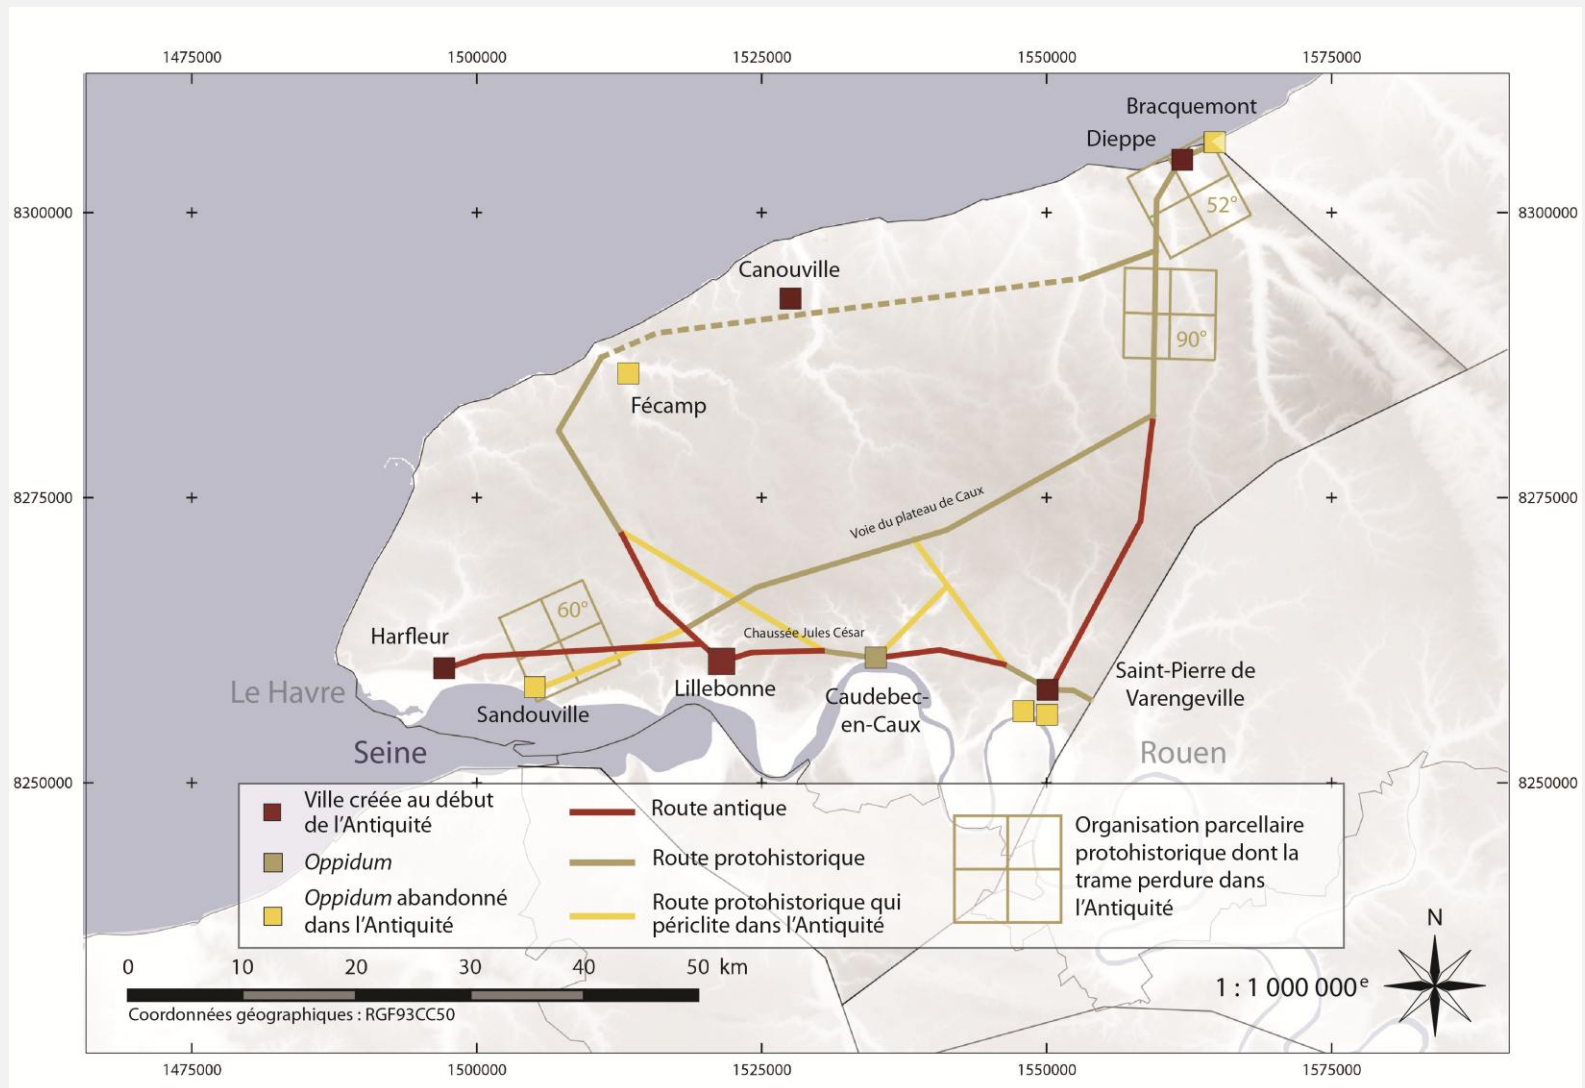 1475000
1500000
1525000
1550000
1575000
Bracquemont
Dieppe
8300000
52°
8300000
Canouville
90°
Fécamp
8275000
8275000
Voie du plateau de Caux
60°
Harfleur
Chaussée Jules César
Le Havre
Sandouville
Lillebonne
Caudebec-
en-Caux
Saint-Pierre de
Varengeville
Seine
Rouen
8250000
8250000
Ville créée au début
de l'Antiquité
Oppidum
Oppidum abandonné
dans l'Antiquité
Route antique
Route protohistorique
Route protohistorique qui
périclite dans l'Antiquité
Organisation parcellaire
protohistorique dont la
trame perdure dans
l'Antiquité
N
0 10 20 30 40 50 km
1 : 1 000 000e
Coordonnées géographiques : RGF93CC50
1475000
1500000
1525000
1550000
1575000